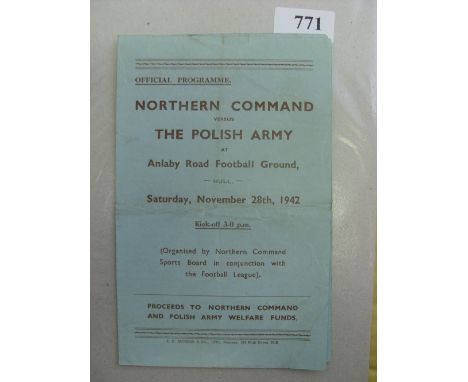 771
OFFICIAL PROGRAMME.
NORTHERN COMMAND
VERSUS
THE POLISH ARMY
AT
Anlaby Road Football Ground,
— HULL. —
Saturday, November 28th, 1942
Kick-off 3-0 p.m.
(Organised by Northern Command
Sports Board in conjunction with
the Football League).
PROCEEDS TO NORTHERN COMMAND
AND POLISH ARMY WELFARE FUNDS.